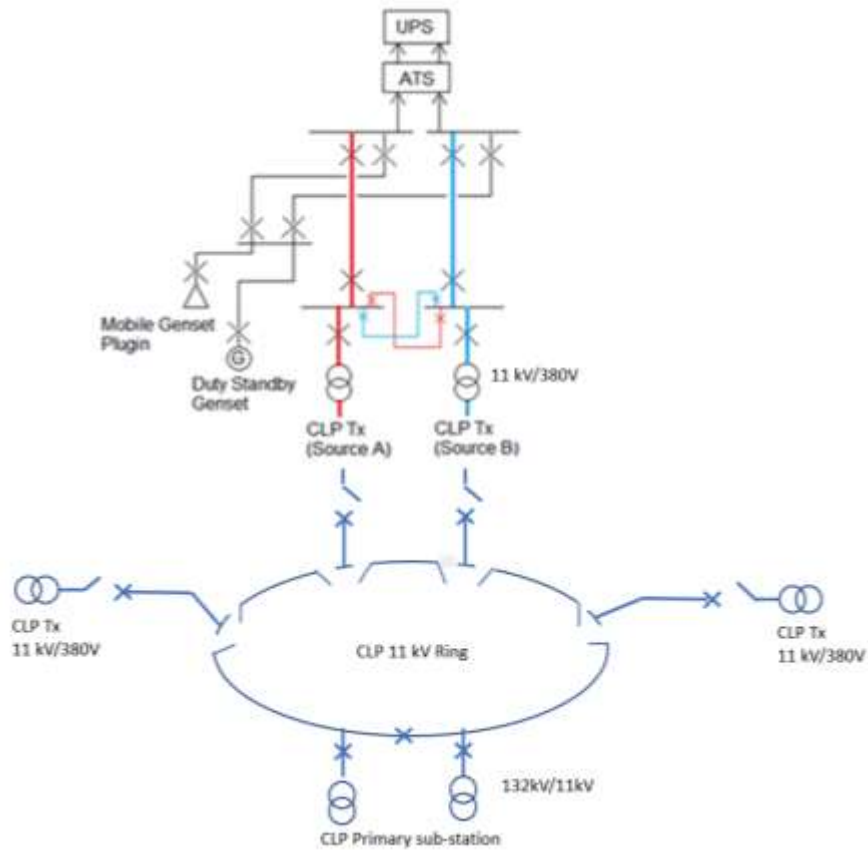 UPS
ATS
Mobile Genset
Plugin
G
Duty Standby
Genset
11 kV/380V
CLP Tx
(Source A)
CLP Tx
(Source B)
CLP Tx
11 kV/380V
CLP 11 kV Ring
CLP Tx
11 kV/380V
132kV/11kV
CLP Primary sub-station